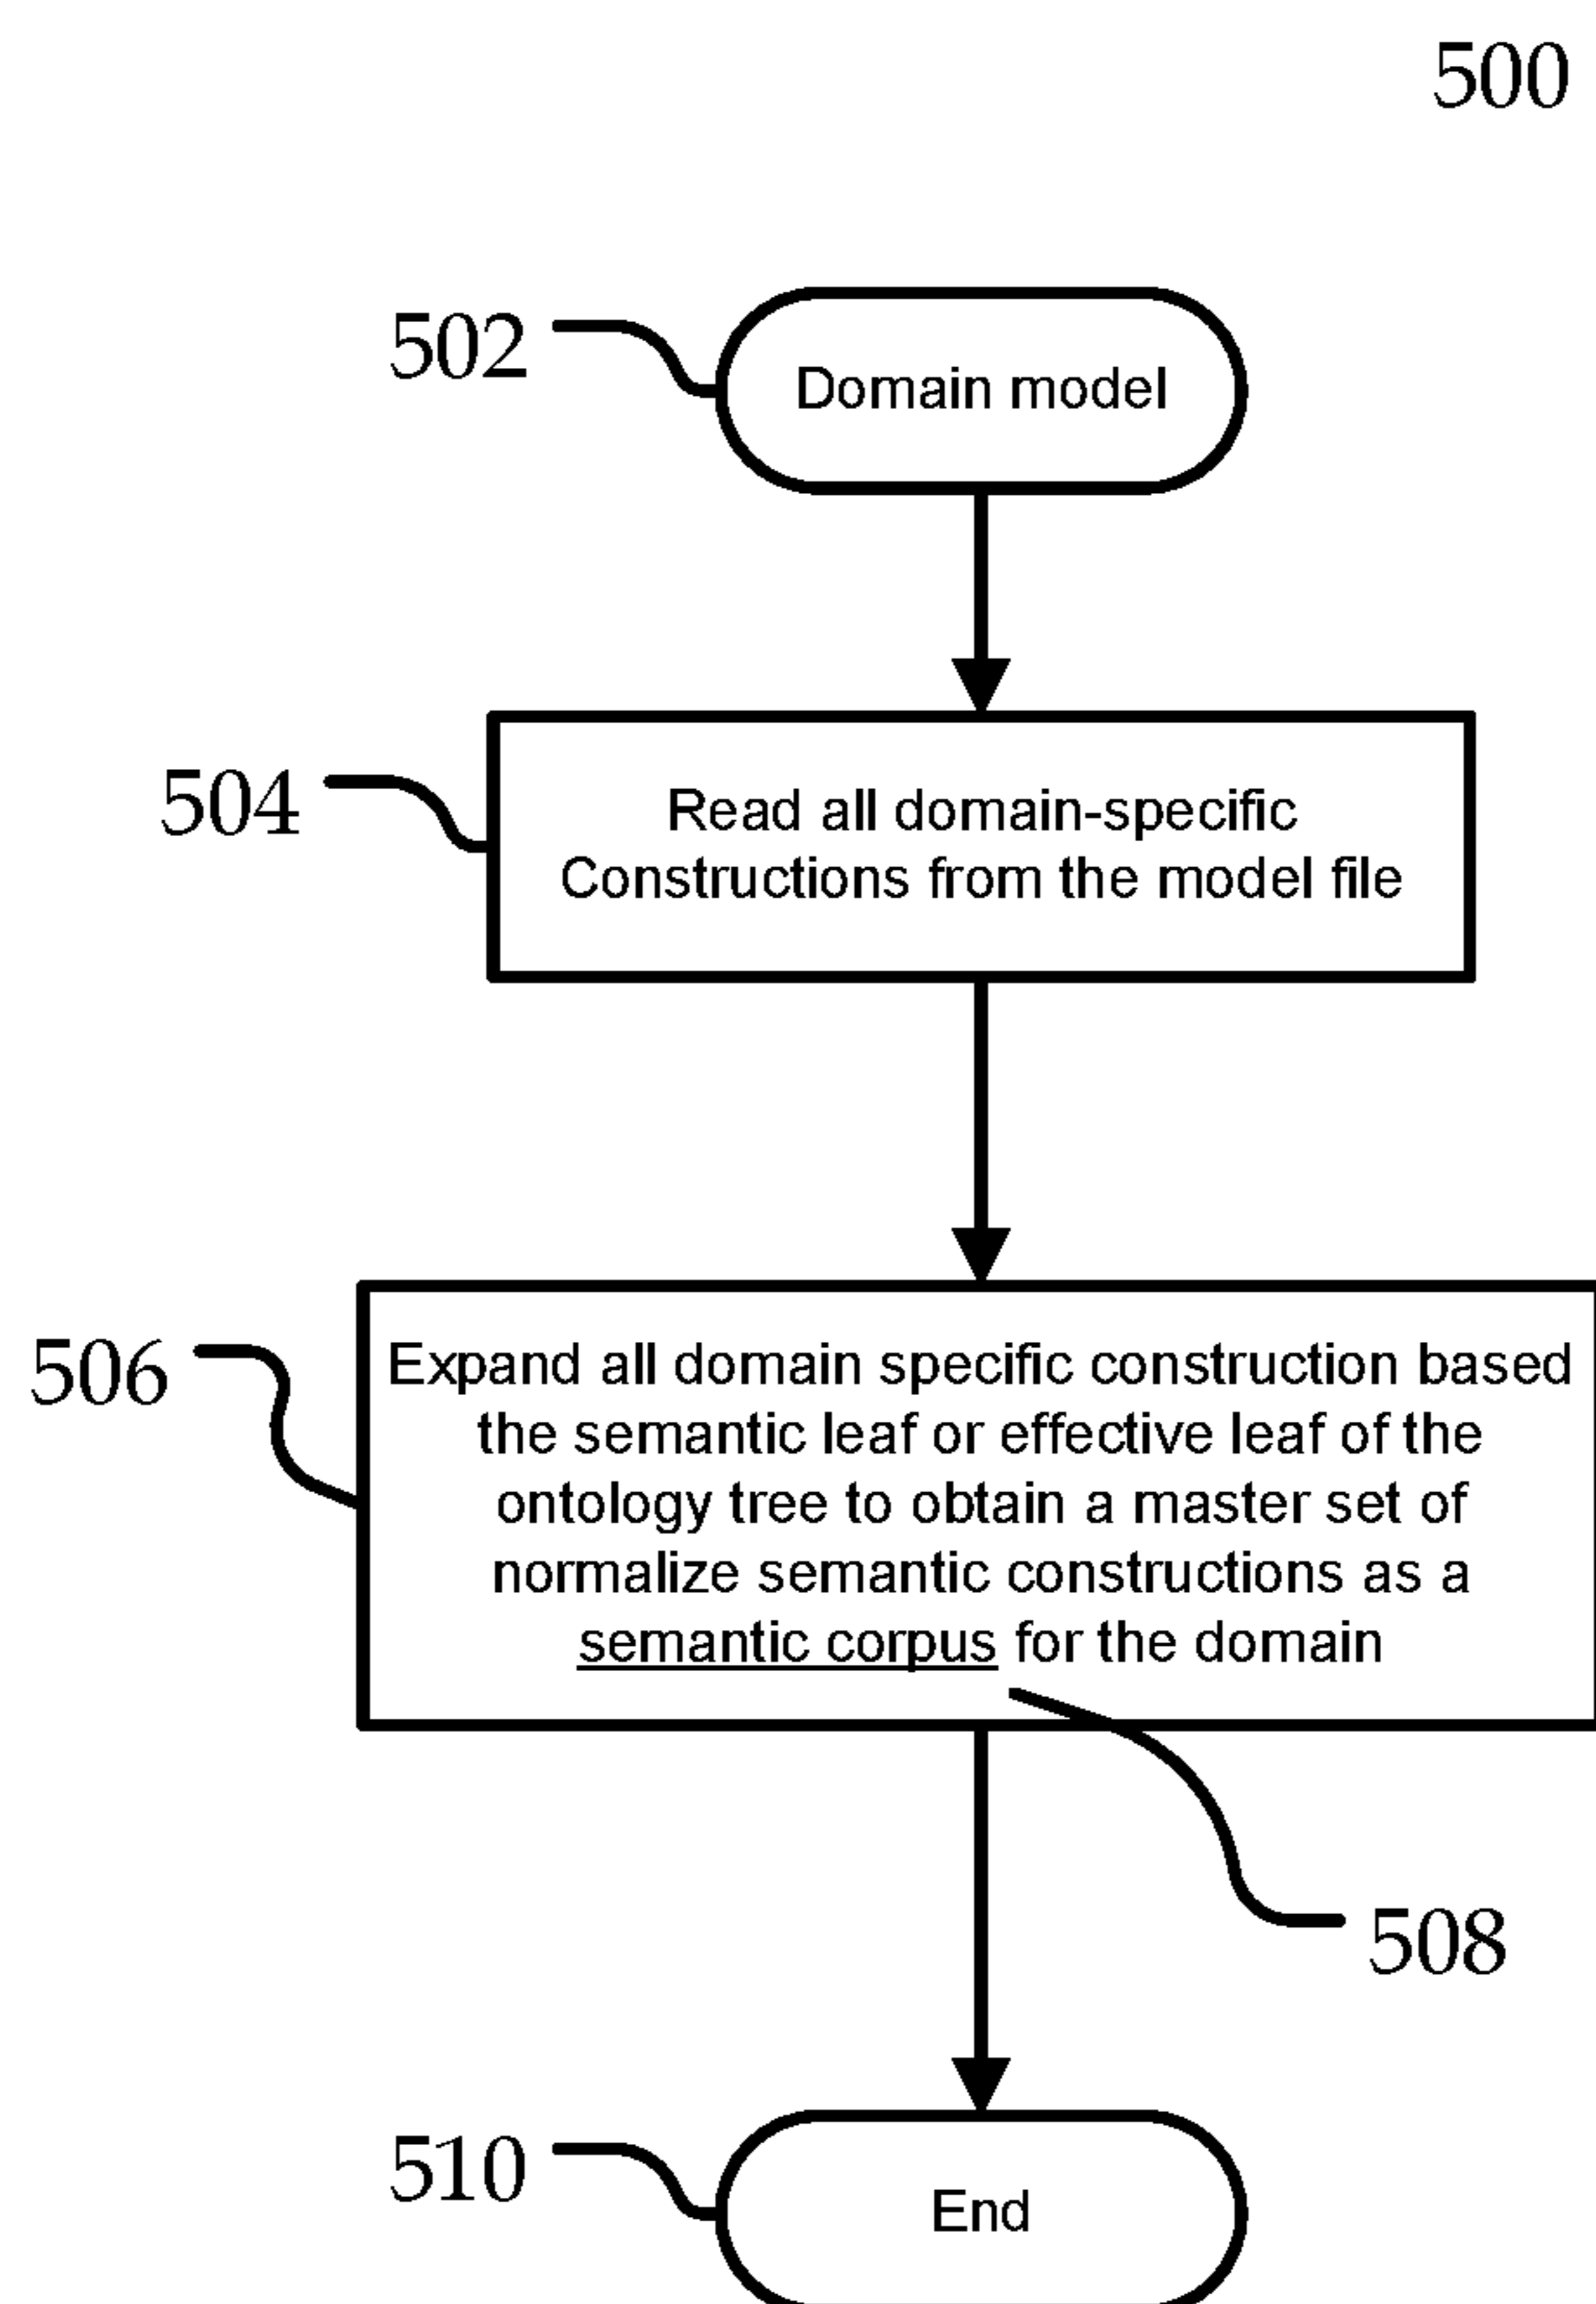 500
502
Domain model
504
Read all domain-specific
Constructions from the model file
506
Expand all domain specific construction based
the semantic leaf or effective leaf of the
ontology tree to obtain a master set of
normalize semantic constructions as a
semantic corpus for the domain
508
510
End